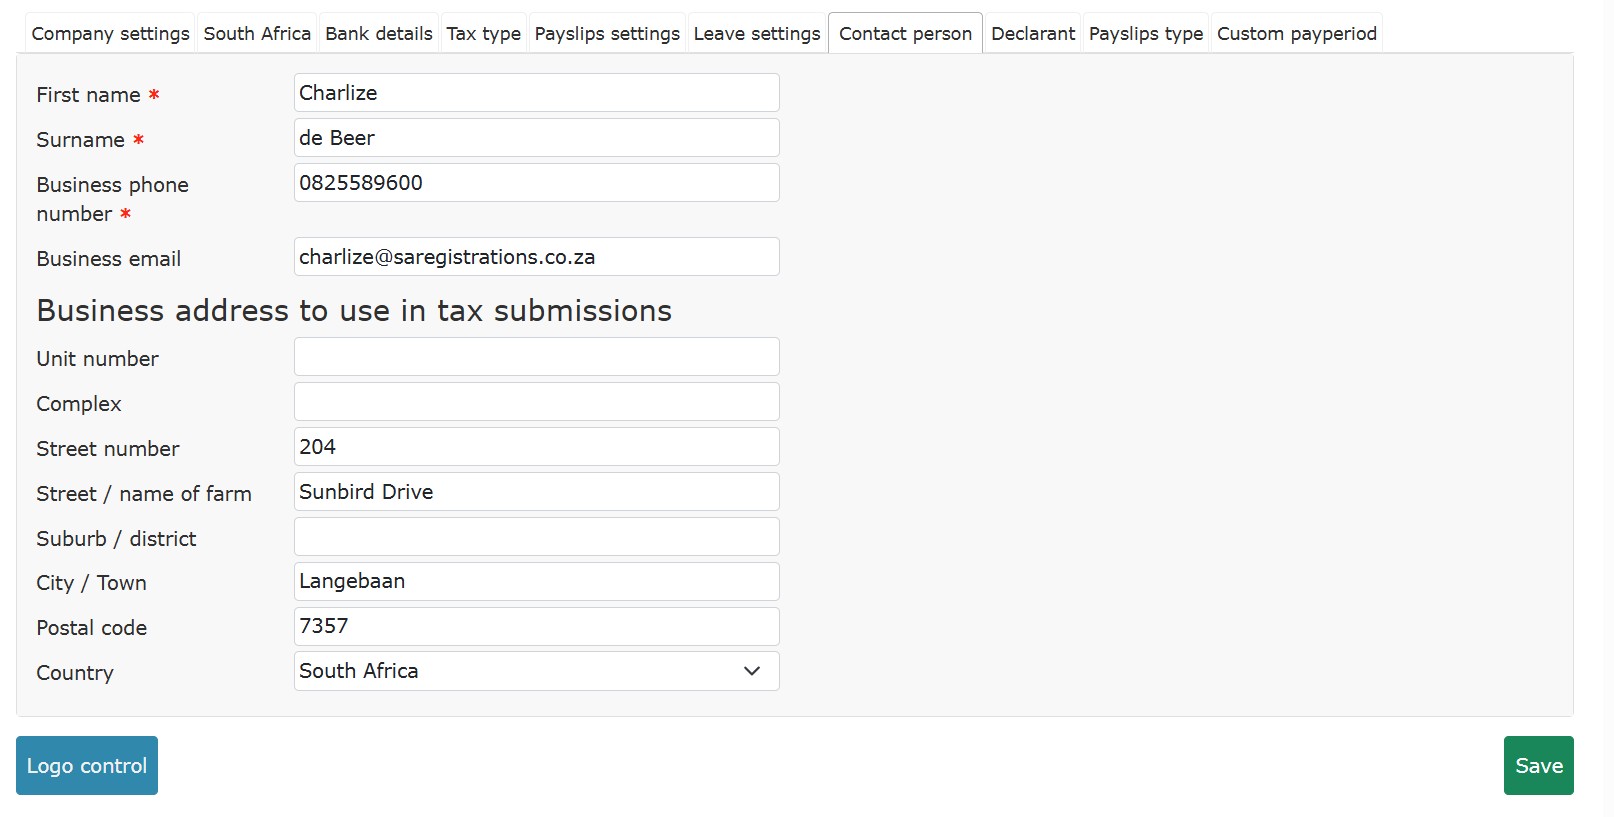 Company settings South Africa Bank details Tax type Payslips settings Leave settings Contact person Declarant Payslips type Custom payperiod
First name * Charlize
Surname * de Beer
Business phone number * 0825589600
Business email charlize@saregistrations.co.za
Business address to use in tax submissions
Unit number
Complex
Street number 204
Street / name of farm Sunbird Drive
Suburb / district
City / Town Langebaan
Postal code 7357
Country South Africa
Logo control Save